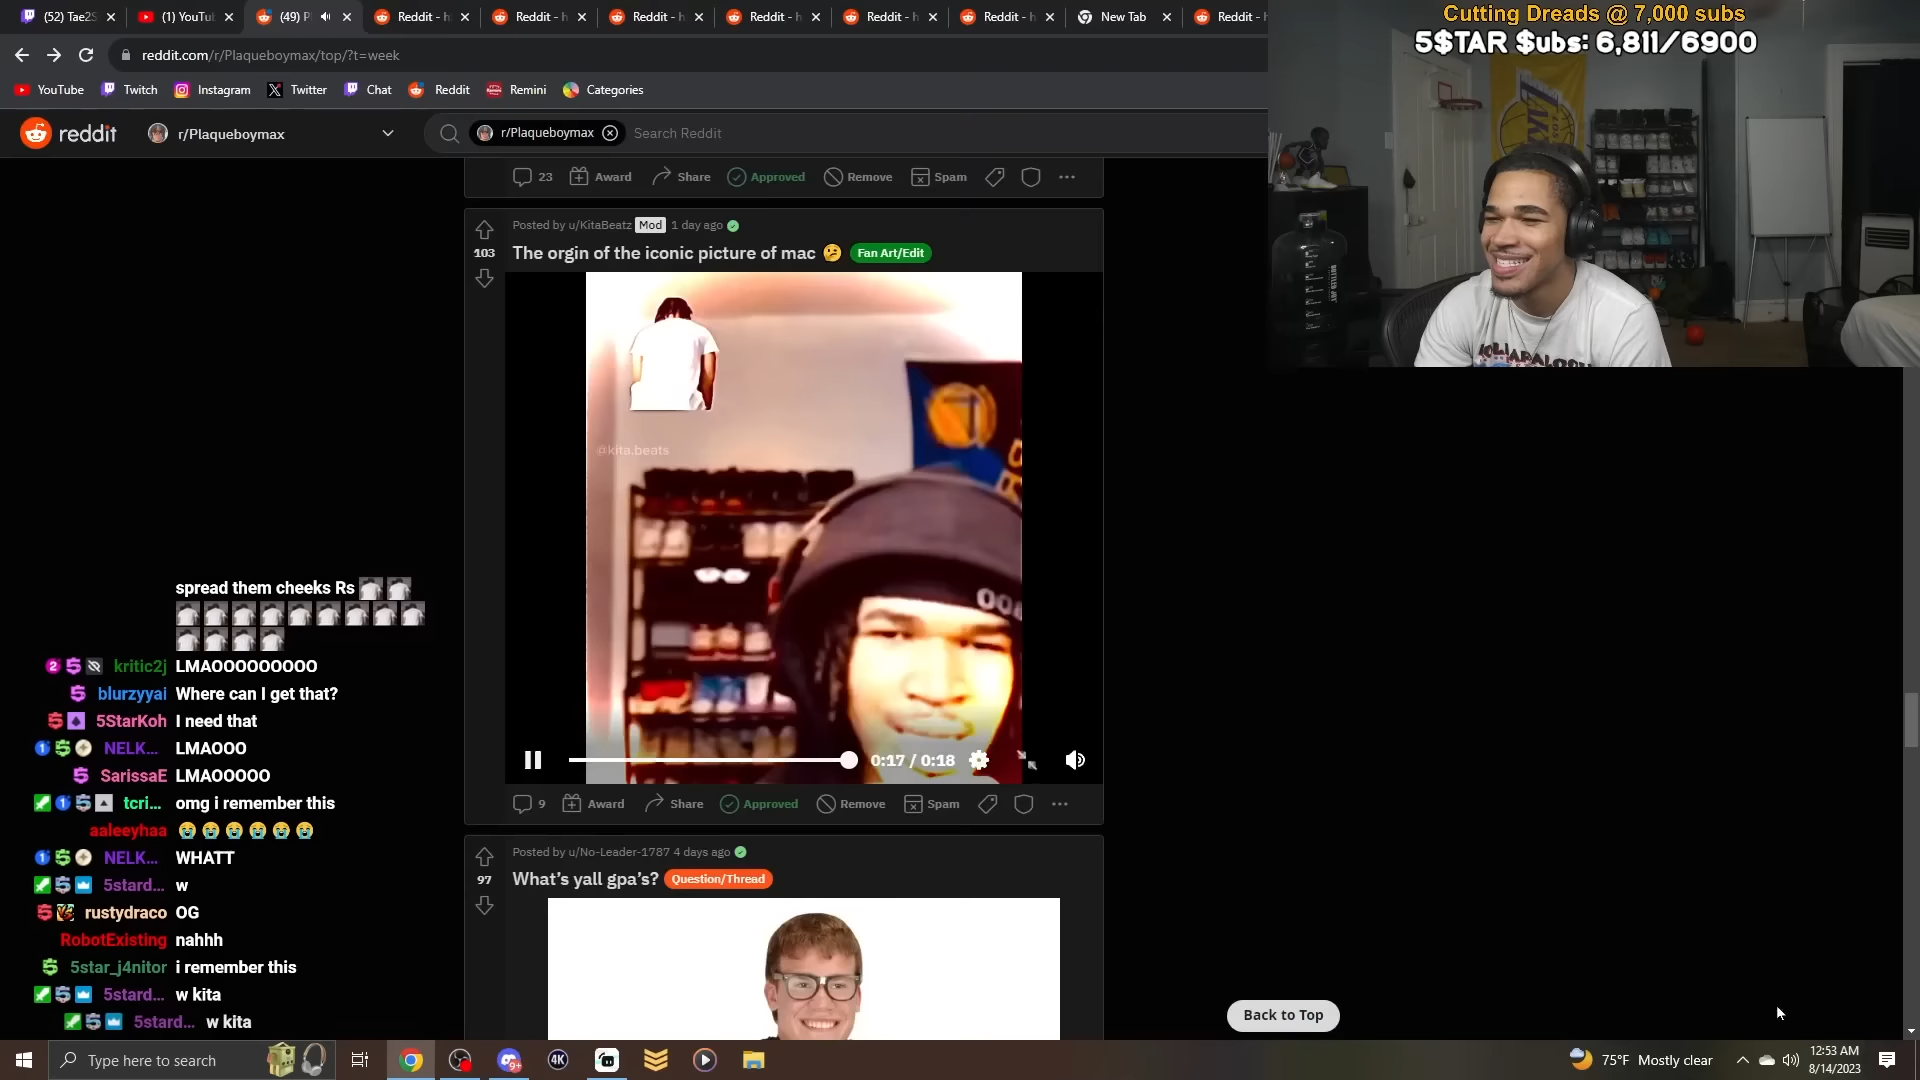 (52) Tae2S
(1) YouTu
(49) P
Reddit - h
Reddit - h
Reddit - h
Reddit - h
Reddit - h
Reddit - h
New Tab
Reddit - h
Cutting Dreads @ 7,000 subs
5$TAR $ubs: 6,811/6900
reddit.com/r/Plaqueboymax/top/?t=week
YouTube
Twitch
Instagram
Twitter
Chat
Reddit
Remini
Categories
reddit
r/Plaqueboymax
r/Plaqueboymax
Search Reddit
23
Award
Share
Approved
Remove
Spam
Posted by u/KitaBeatz Mod 1 day ago
103
The orgin of the iconic picture of mac 🤔 Fan Art/Edit
@kita.beats
0:17 / 0:18
9
Award
Share
Approved
Remove
Spam
Posted by u/No-Leader-1787 4 days ago
97
What's yall gpa's? Question/Thread
spread them cheeks Rs
kritic2j LMAOOOOOOOOO
blurzyyai Where can I get that?
5StarKoh I need that
NELK... LMAOOO
SarissaE LMAOOOOO
tcri... omg i remember this
aaleeyhaa 😭😭😭😭😭😭
NELK... WHATT
5stard... w
rustydraco OG
RobotExisting nahhh
5star_j4nitor i remember this
5stard... w kita
5stard... w kita
Back to Top
Type here to search
9+
4K
75°F Mostly clear
12:53 AM
8/14/2023